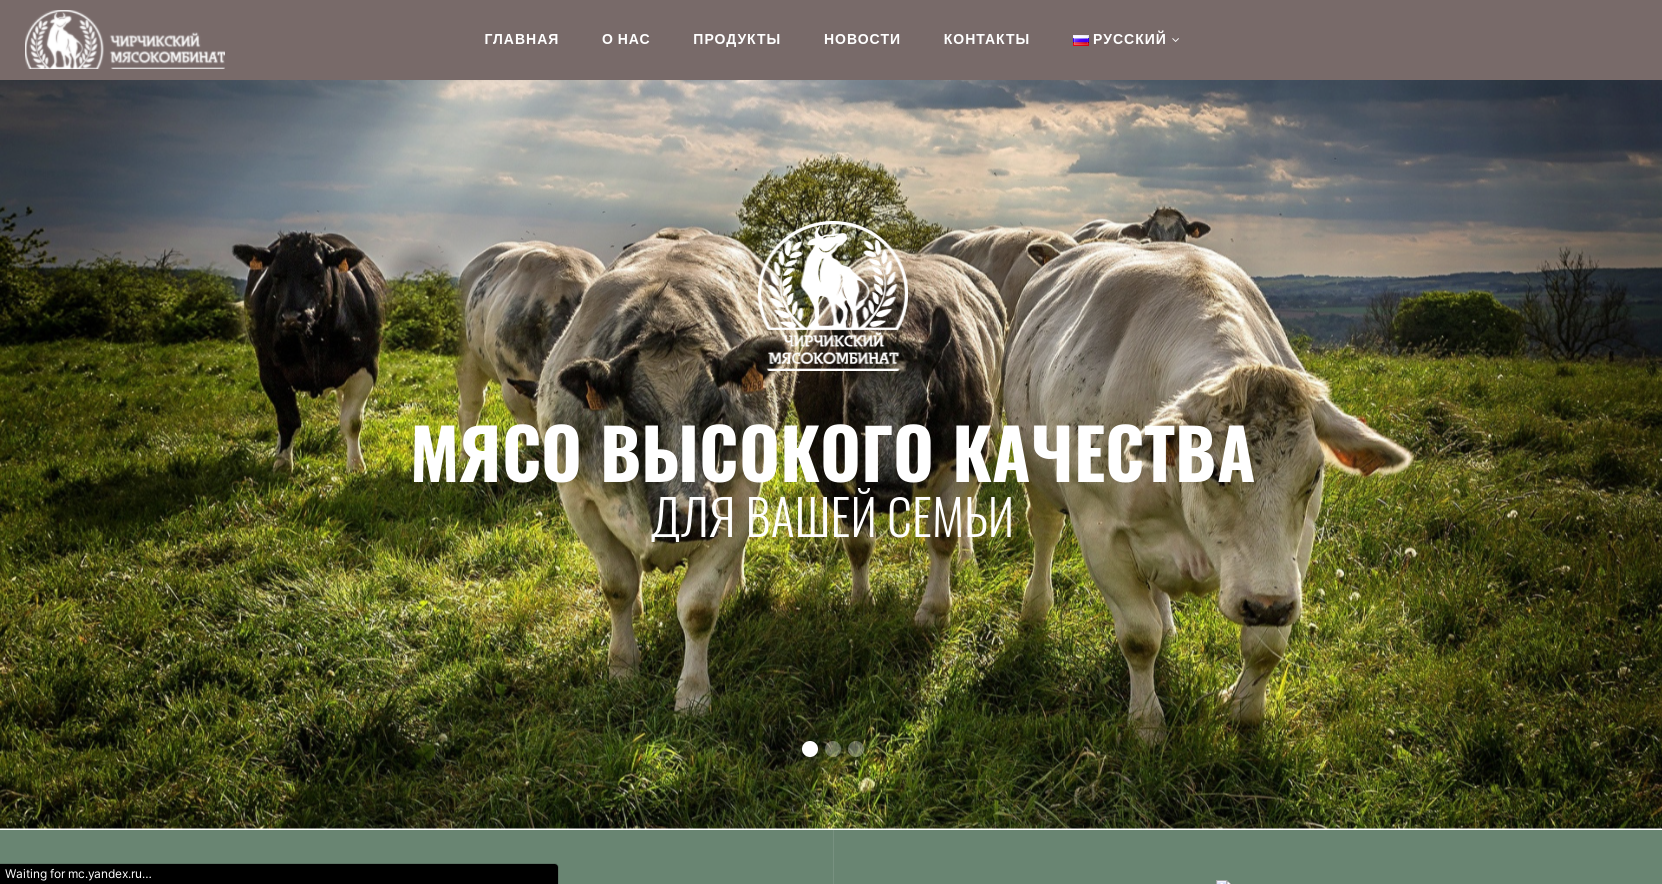 ЧИРЧИКСКИЙ
МЯСОКОМБИНАТ
ГЛАВНАЯ
О НАС
ПРОДУКТЫ
НОВОСТИ
КОНТАКТЫ
РУССКИЙ
ЧИРЧИКСКИЙ
МЯСОКОМБИНАТ
МЯСО ВЫСОКОГО КАЧЕСТВА
ДЛЯ ВАШЕЙ СЕМЬИ
Waiting for mc.yandex.ru...